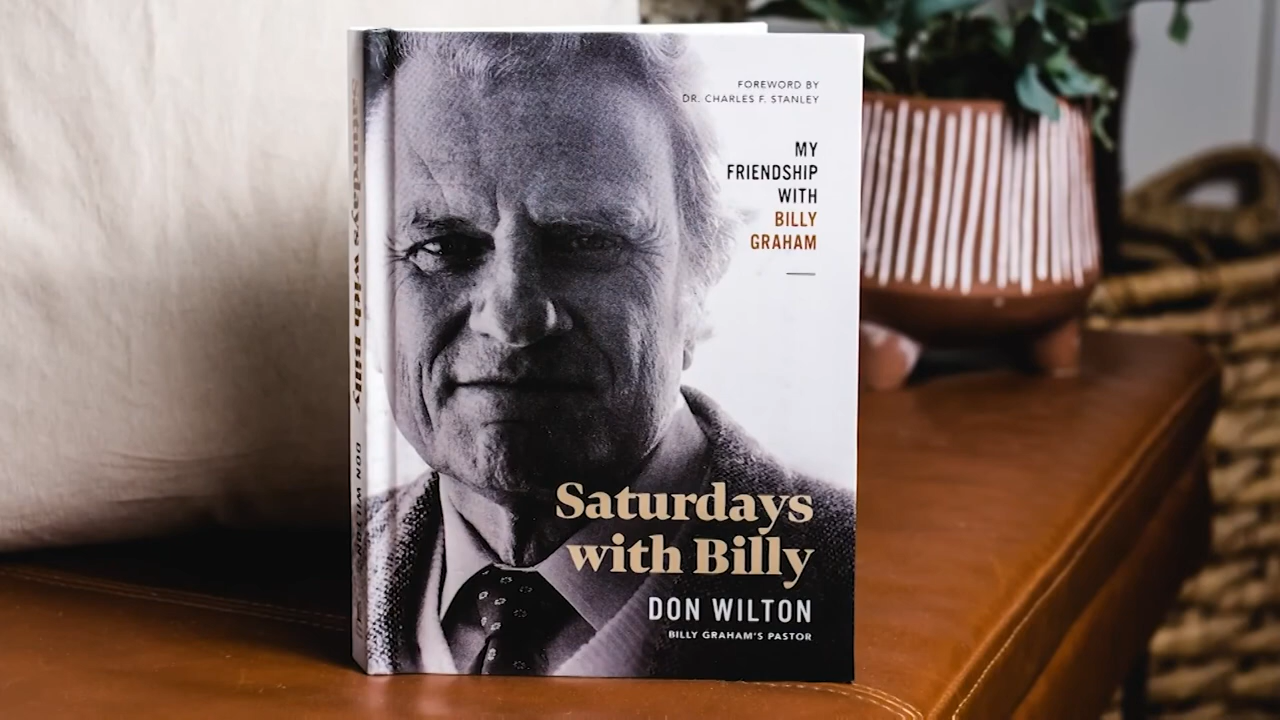 FOREWORD BY
DR. CHARLES F. STANLEY
MY
FRIENDSHIP
WITH
BILLY
GRAHAM
Saturdays
with Billy
DON WILTON
BILLY GRAHAM'S PASTOR
Saturdays with Billy DON WILTON